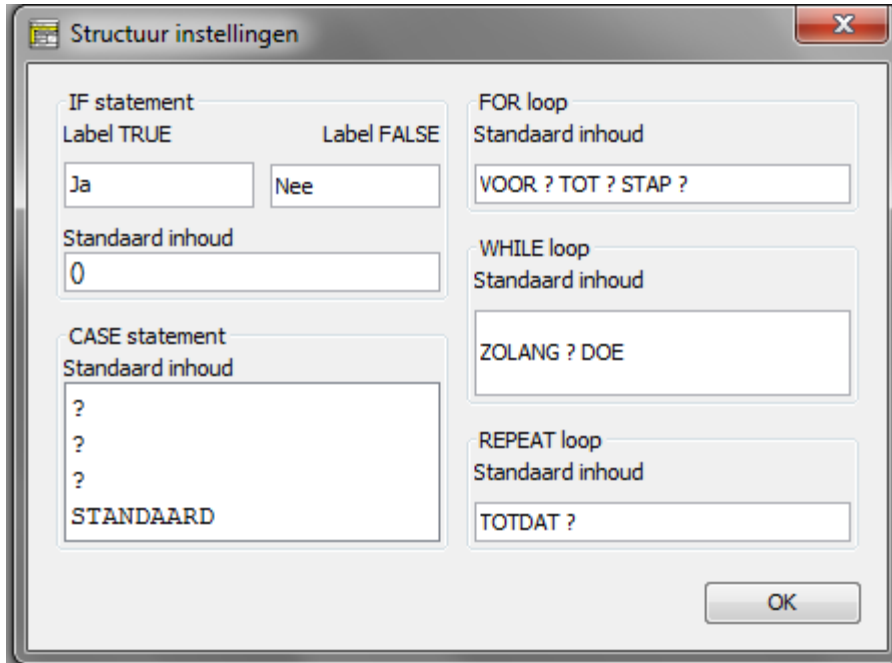 Structuur instellingen
IF statement
Label TRUE
Label FALSE
Ja
Nee
Standaard inhoud
()
CASE statement
Standaard inhoud
?
?
?
STANDAARD
FOR loop
Standaard inhoud
VOOR ? TOT ? STAP ?
WHILE loop
Standaard inhoud
ZOLANG ? DOE
REPEAT loop
Standaard inhoud
TOTDAT ?
OK